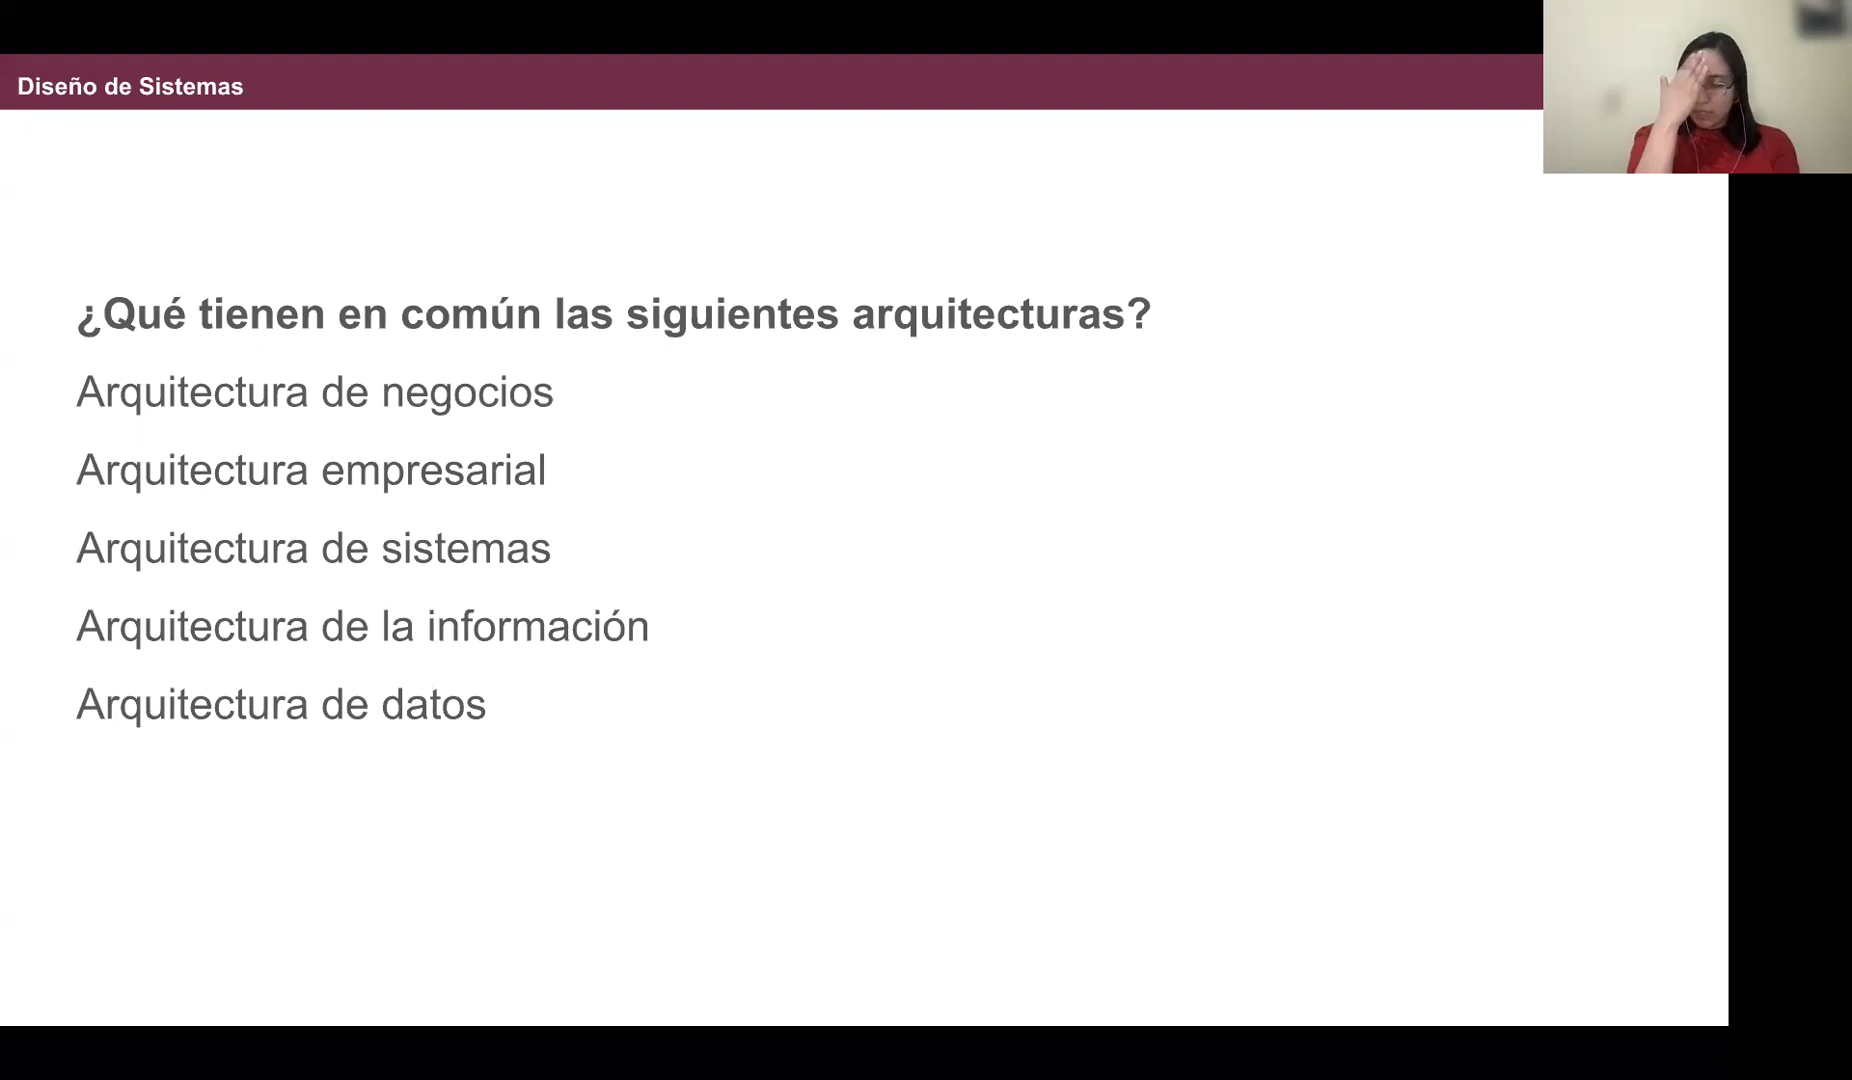 Diseño de Sistemas
¿Qué tienen en común las siguientes arquitecturas?
Arquitectura de negocios
Arquitectura empresarial
Arquitectura de sistemas
Arquitectura de la información
Arquitectura de datos